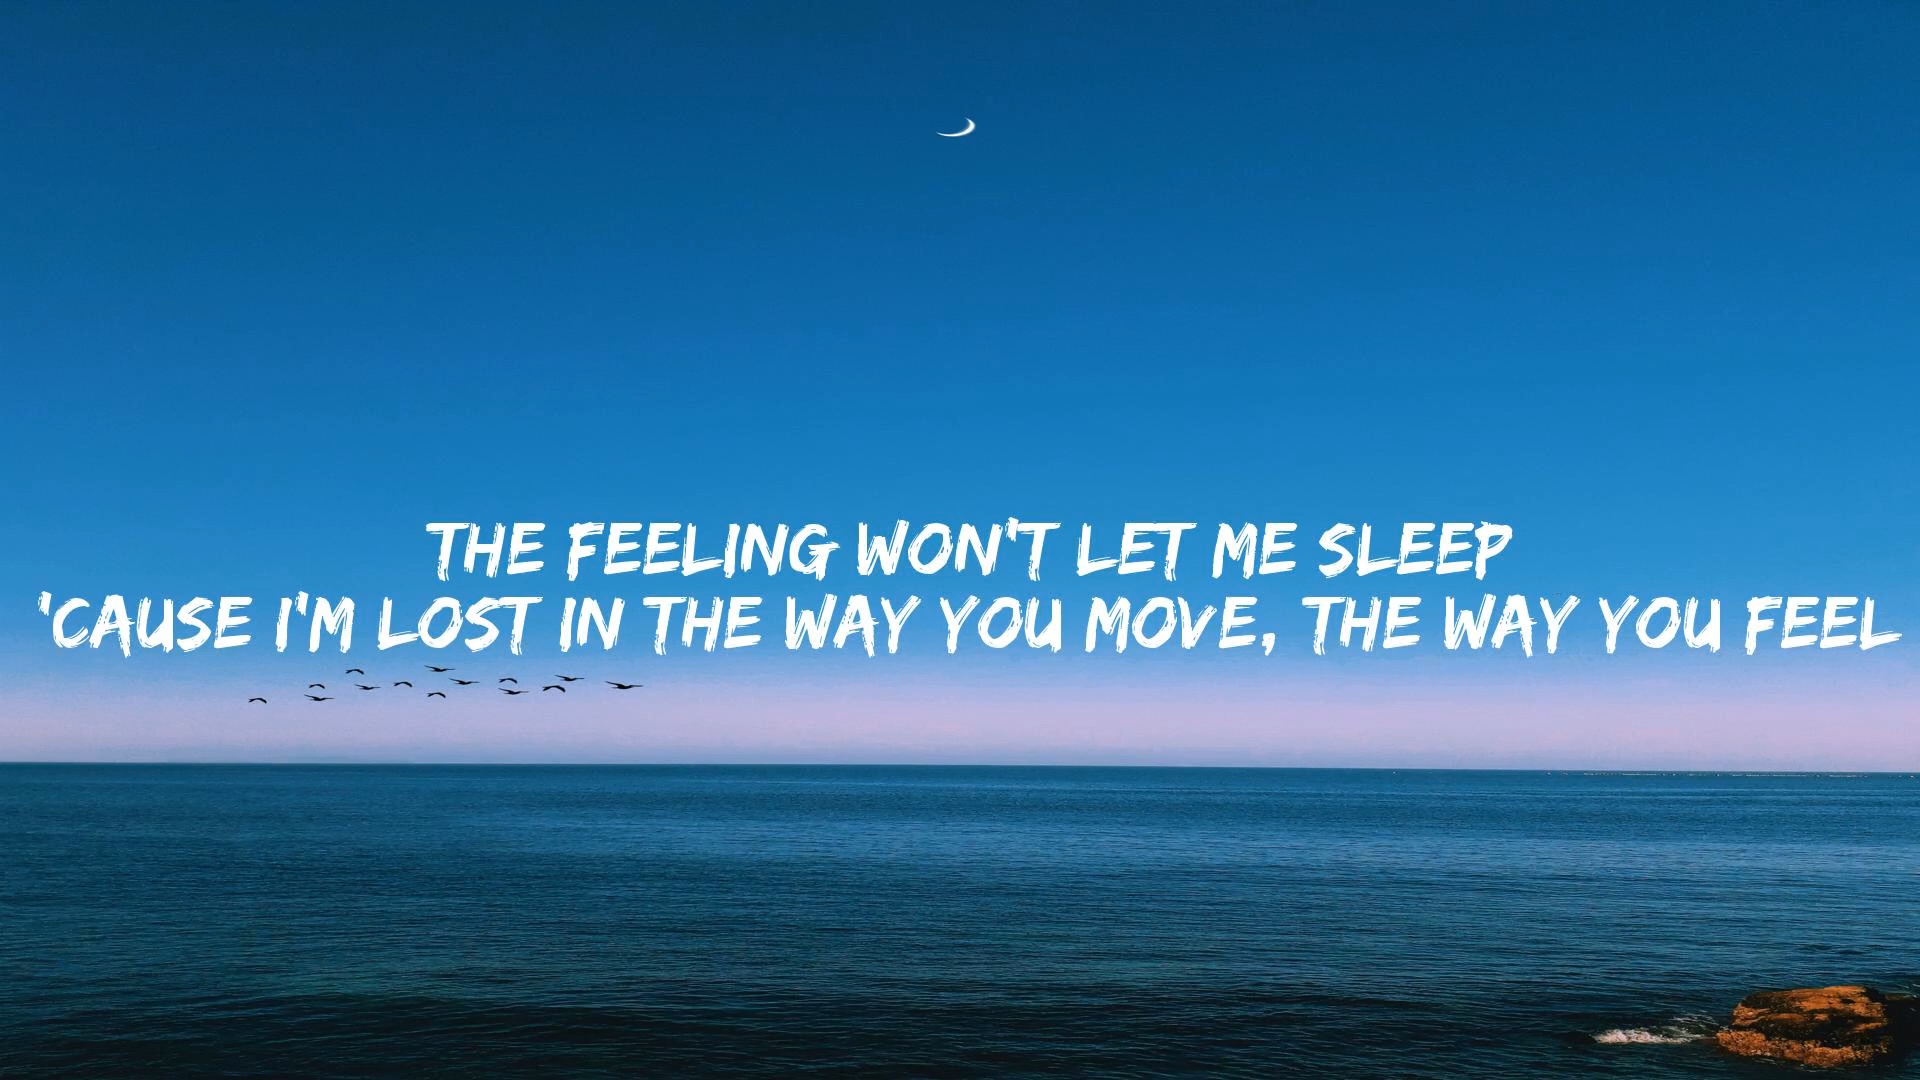 THE FEELING WON'T LET ME SLEEP
'CAUSE I'M LOST IN THE WAY YOU MOVE, THE WAY YOU FEEL